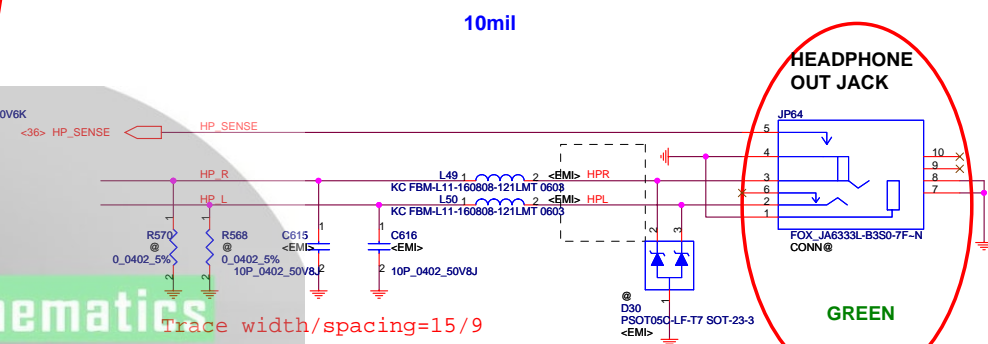 10mil
HEADPHONE
OUT JACK
0V6K
JP64
<36> HP_SENSE
HP_SENSE
5
4
10
9
HP_R
L49 1 2 <EMI> HPR
3
8
KC FBM-L11-160808-121LMT 0603
6
7
HP_L
L50 1 2 <EMI> HPL
2
KC FBM-L11-160808-121LMT 0603
1
1 1 1 1 2 3
R570
@
0_0402_5%
R568
@
0_0402_5%
C615
<EMI>
10P_0402_50V8J
C616
<EMI>
10P_0402_50V8J
2 2 2 2
FOX_JA6333L-B3S0-7F~N
CONN@
1
@
D30
PSOT05C-LF-T7 SOT-23-3
<EMI>
GREEN
hematics
Trace width/spacing=15/9